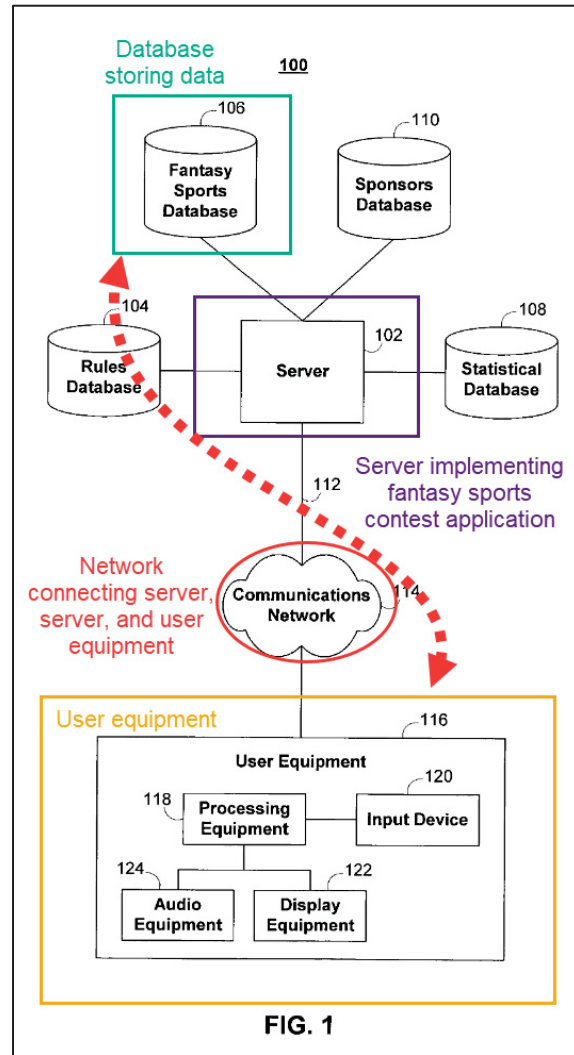 Database
storing data
100
106
110
Fantasy
Sports
Database
Sponsors
Database
104
102
108
Rules
Database
Server
Statistical
Database
112
Server implementing
fantasy sports
contest application
Network
connecting server,
server, and user
equipment
Communications
Network
114
User equipment
116
User Equipment
118
Processing
Equipment
120
Input Device
124
Audio
Equipment
122
Display
Equipment
FIG. 1